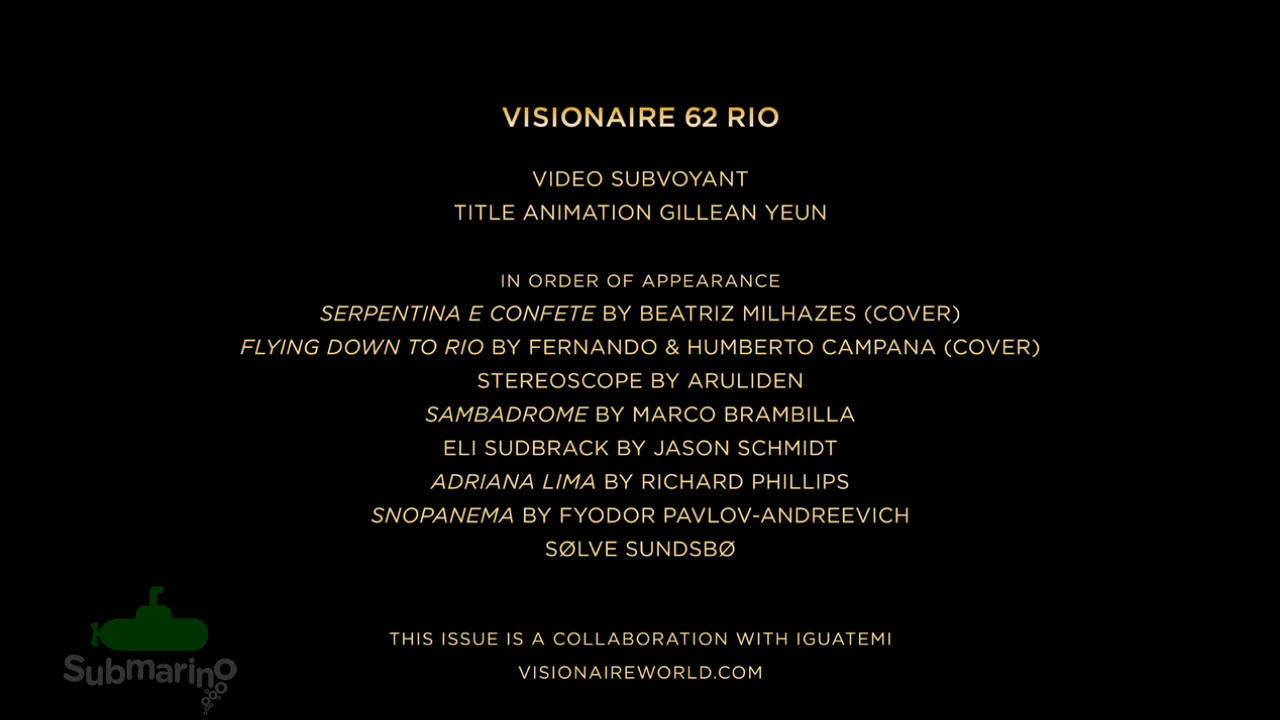 VISIONAIRE 62 RIO
VIDEO SUBVOYANT
TITLE ANIMATION GILLEAN YEUN
IN ORDER OF APPEARANCE
SERPENTINA E CONFETE BY BEATRIZ MILHAZES (COVER)
FLYING DOWN TO RIO BY FERNANDO & HUMBERTO CAMPANA (COVER)
STEREOSCOPE BY ARULIDEN
SAMBADROME BY MARCO BRAMBILLA
ELI SUDBRACK BY JASON SCHMIDT
ADRIANA LIMA BY RICHARD PHILLIPS
SNOPANEMA BY FYODOR PAVLOV-ANDREEVICH
SØLVE SUNDSBØ
THIS ISSUE IS A COLLABORATION WITH IGUATEMI
VISIONAIREWORLD.COM
Submarino